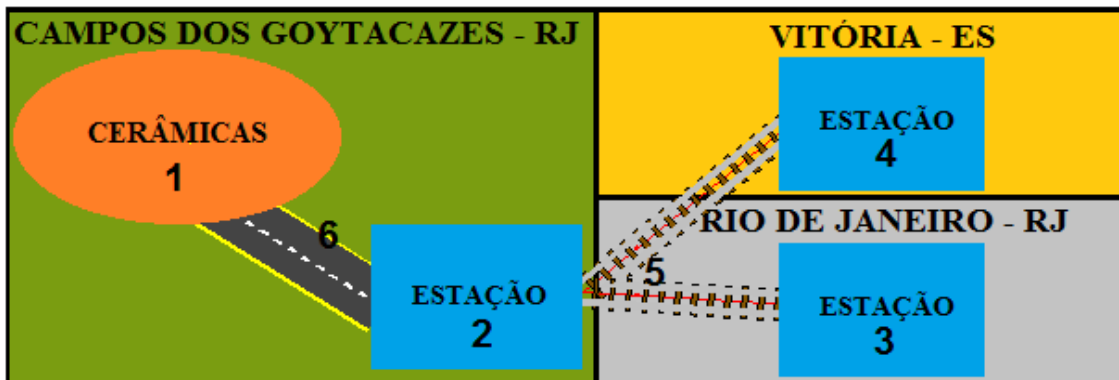 CAMPOS DOS GOYTACAZES - RJ
CERÂMICAS
1
6
ESTAÇÃO
2
VITÓRIA - ES
ESTAÇÃO
4
RIO DE JANEIRO - RJ
5
ESTAÇÃO
3